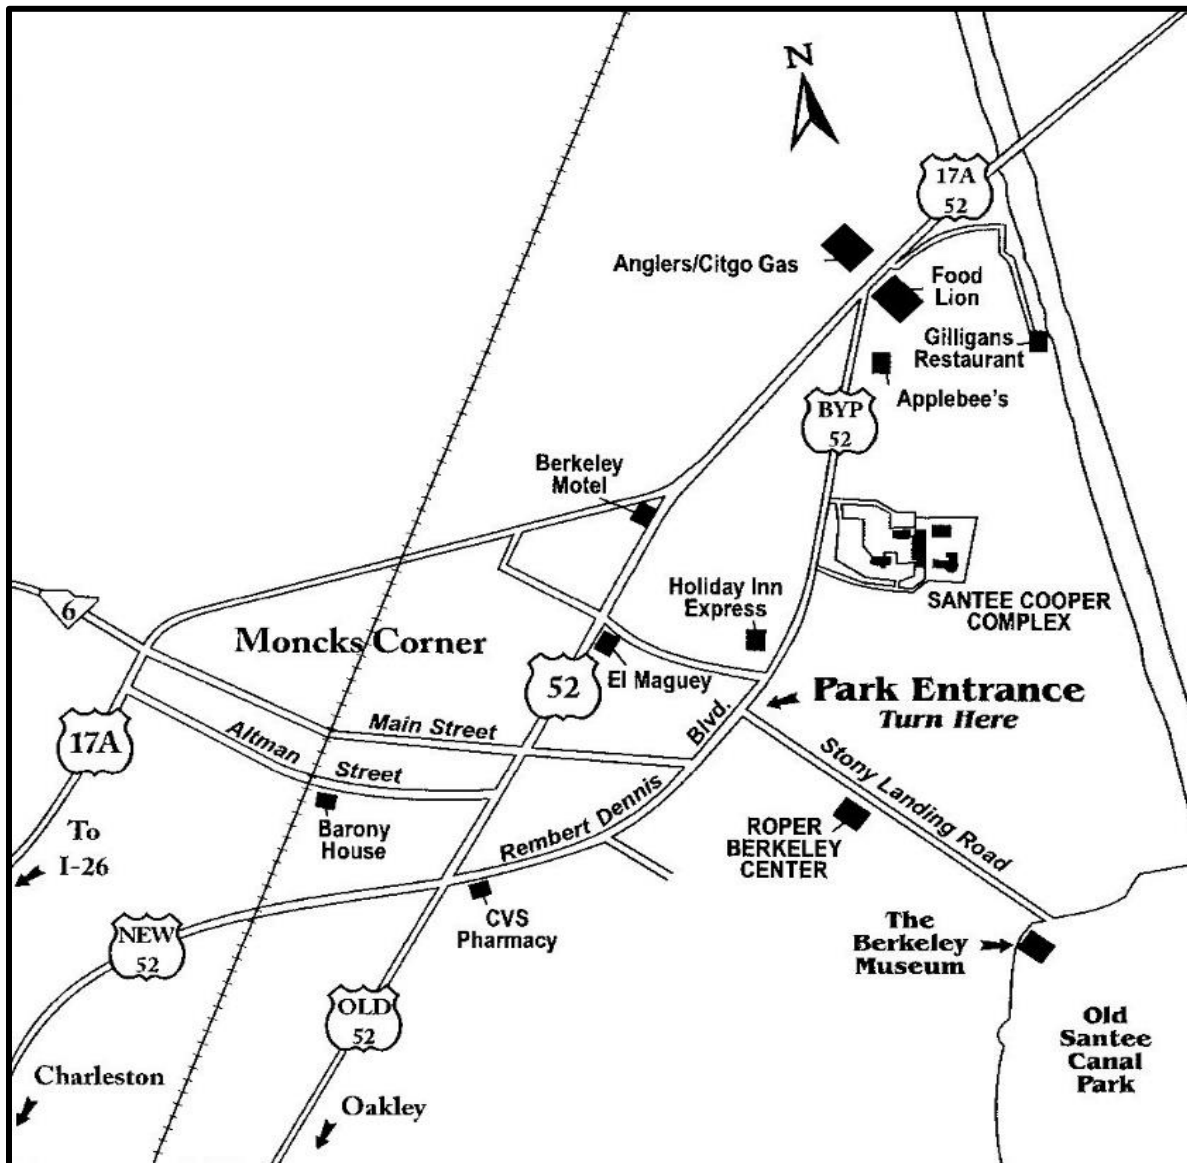 N
17A
52
Anglers/Citgo Gas
Food
Lion
Gilligans
Restaurant
Applebee's
BYP
52
Berkeley
Motel
Holiday Inn
Express
SANTEE COOPER
COMPLEX
6
Moncks Corner
52
El Maguey
Park Entrance
Turn Here
17A
Main Street
Altman Street
Rembert Dennis Blvd.
Stony Landing Road
To
I-26
Barony
House
ROPER
BERKELEY
CENTER
CVS
Pharmacy
NEW
52
The
Berkeley
Museum
OLD
52
Old
Santee
Canal
Park
Charleston
Oakley